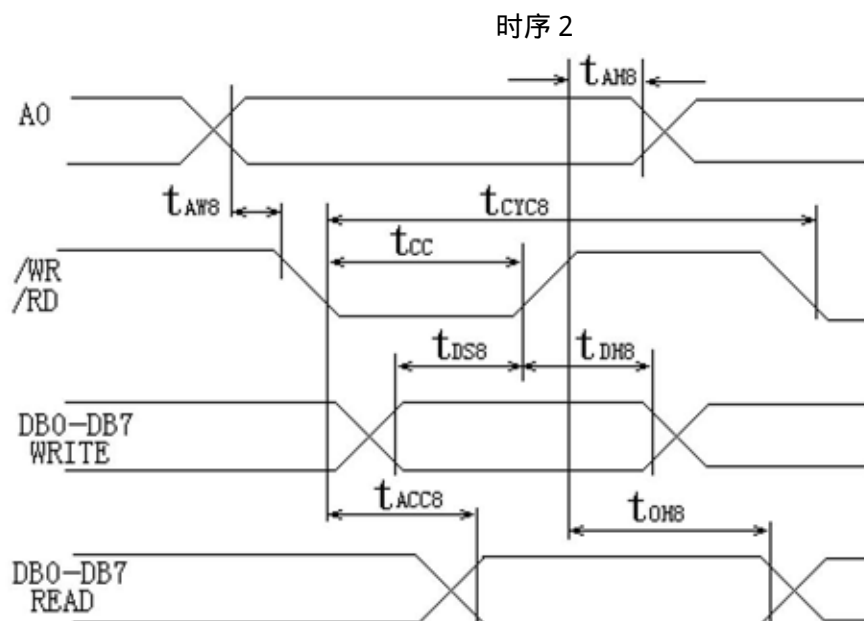 时序 2
tAH8
A0
tAW8
tCYC8
tCC
/WR
/RD
tDS8
tDH8
DB0-DB7
WRITE
tACC8
tOH8
DB0-DB7
READ